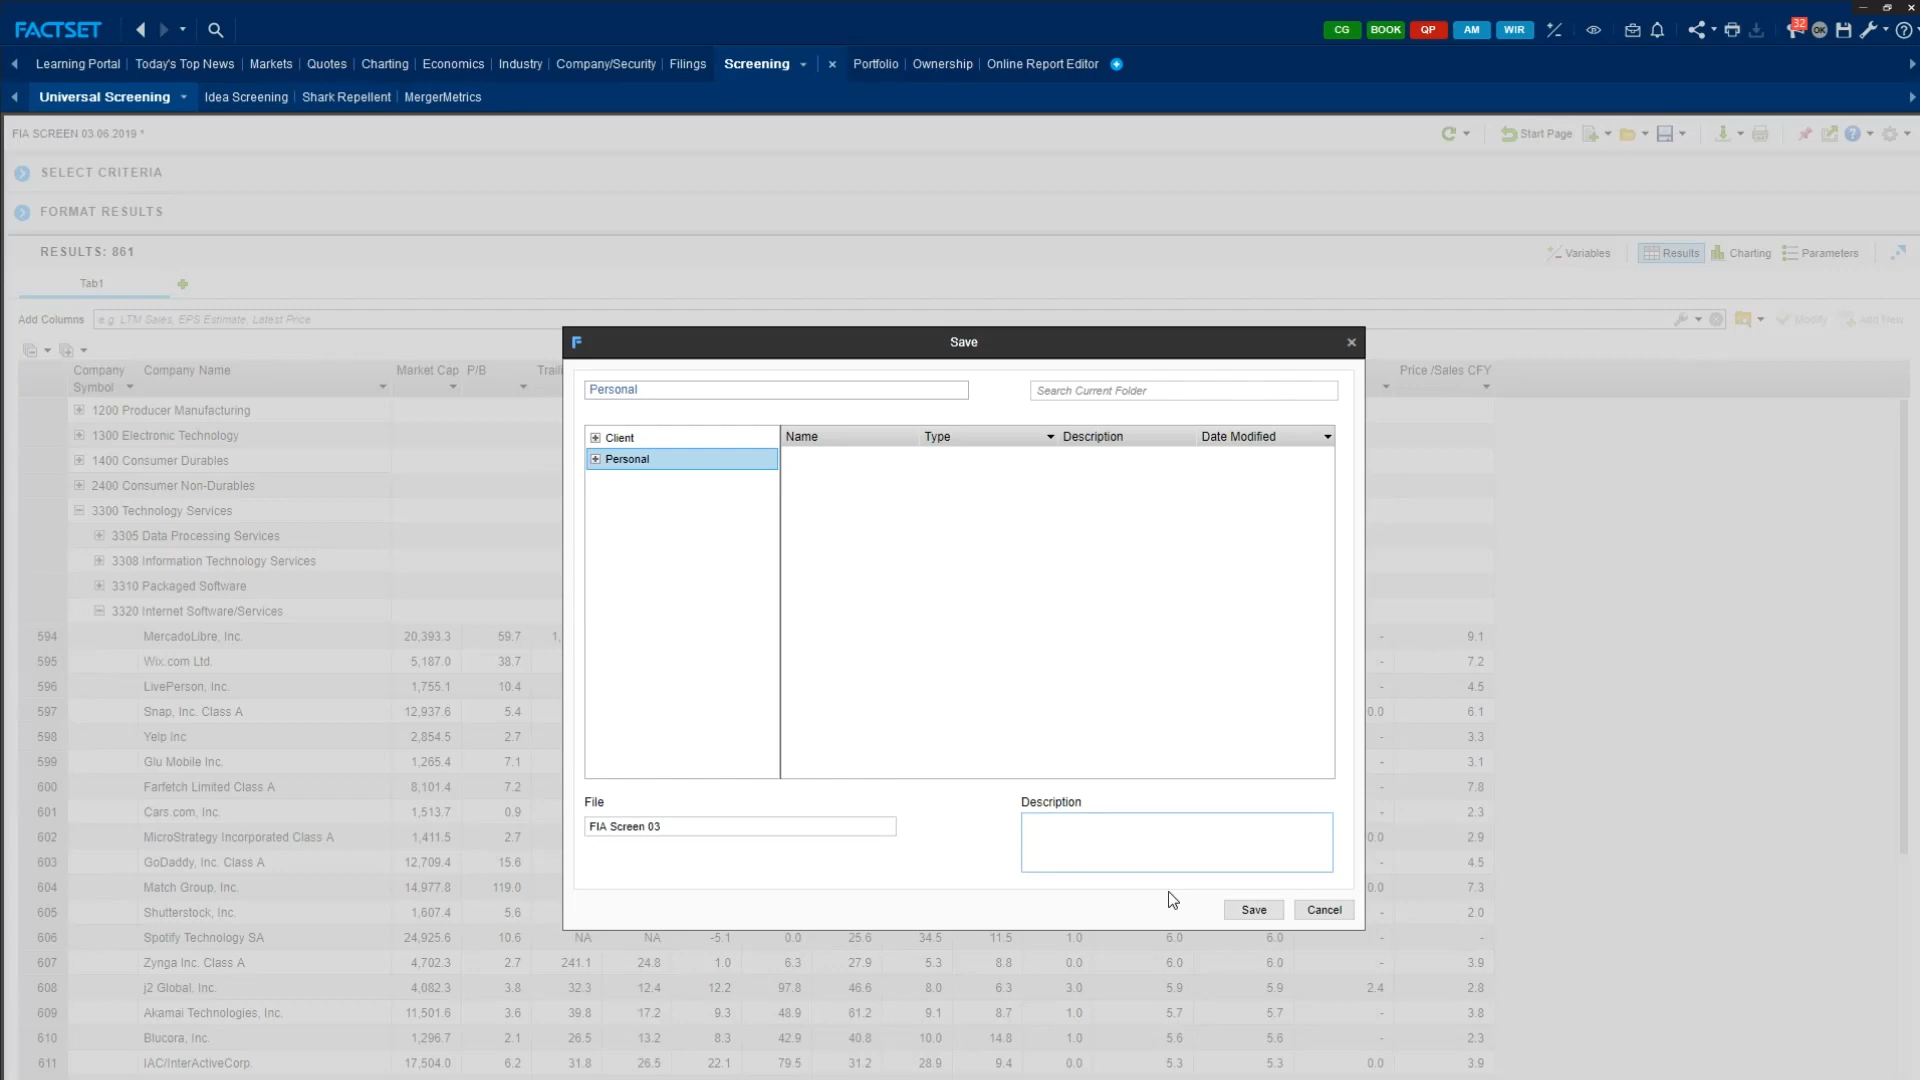 FACTSET
CG BOOK QP AM WIR 32 OK
Learning Portal Today's Top News Markets Quotes Charting Economics Industry Company/Security Filings Screening Portfolio Ownership Online Report Editor
Universal Screening Idea Screening Shark Repellent MergerMetrics
FIA SCREEN 03.06.2019 * Start Page
SELECT CRITERIA
FORMAT RESULTS
RESULTS: 861 Variables Results Charting Parameters
Tab1
Add Columns e.g. LTM Sales, EPS Estimate, Latest Price Modify Add New
Save
Personal Search Current Folder
Client
Personal
Name Type Description Date Modified
File Description
FIA Screen 03
Save Cancel
Company Symbol Company Name Market Cap P/B Price /Sales CFY
1200 Producer Manufacturing
1300 Electronic Technology
1400 Consumer Durables
2400 Consumer Non-Durables
3300 Technology Services
3305 Data Processing Services
3308 Information Technology Services
3310 Packaged Software
3320 Internet Software/Services
594 MercadoLibre, Inc. 20,393.3 59.7 1, - 9.1
595 Wix.com Ltd. 5,187.0 38.7 - 7.2
596 LivePerson, Inc. 1,755.1 10.4 - 4.5
597 Snap, Inc. Class A 12,937.6 5.4 0.0 6.1
598 Yelp Inc 2,854.5 2.7 - 3.3
599 Glu Mobile Inc. 1,265.4 7.1 - 3.1
600 Farfetch Limited Class A 8,101.4 7.2 - 7.8
601 Cars.com, Inc. 1,513.7 0.9 - 2.3
602 MicroStrategy Incorporated Class A 1,411.5 2.7 0.0 2.9
603 GoDaddy, Inc. Class A 12,709.4 15.6 - 4.5
604 Match Group, Inc. 14,977.8 119.0 0.0 7.3
605 Shutterstock, Inc. 1,607.4 5.6 - 2.0
606 Spotify Technology SA 24,925.6 10.6 NA NA -5.1 0.0 25.6 34.5 11.5 1.0 6.0 6.0 - -
607 Zynga Inc. Class A 4,702.3 2.7 241.1 24.8 1.0 6.3 27.9 5.3 8.8 0.0 6.0 6.0 - 3.9
608 j2 Global, Inc. 4,082.3 3.8 32.3 12.4 12.2 97.8 46.6 8.0 6.3 3.0 5.9 5.9 2.4 2.8
609 Akamai Technologies, Inc. 11,501.6 3.6 39.8 17.2 9.3 48.9 61.2 9.1 8.7 1.0 5.7 5.7 - 3.8
610 Blucora, Inc. 1,296.7 2.1 26.5 13.2 8.3 42.9 40.8 10.0 14.8 1.0 5.6 5.6 - 2.3
611 IAC/InterActiveCorp. 17,504.0 6.2 31.8 26.5 22.1 79.5 31.2 28.9 9.4 0.0 5.3 5.3 0.0 3.9